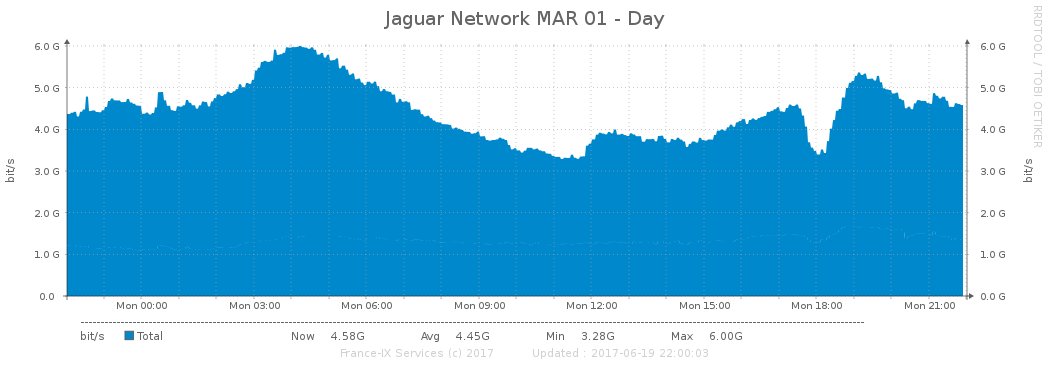 Jaguar Network MAR 01 - Day
RRDTOOL / TOBI OETIKER
bit/s
bit/s
6.0 G 6.0 G
5.0 G 5.0 G
4.0 G 4.0 G
3.0 G 3.0 G
2.0 G 2.0 G
1.0 G 1.0 G
0.0 0.0 G
Mon 00:00 Mon 03:00 Mon 06:00 Mon 09:00 Mon 12:00 Mon 15:00 Mon 18:00 Mon 21:00
bit/s Total Now 4.58G Avg 4.45G Min 3.28G Max 6.00G
France-IX Services (c) 2017 Updated : 2017-06-19 22:00:03